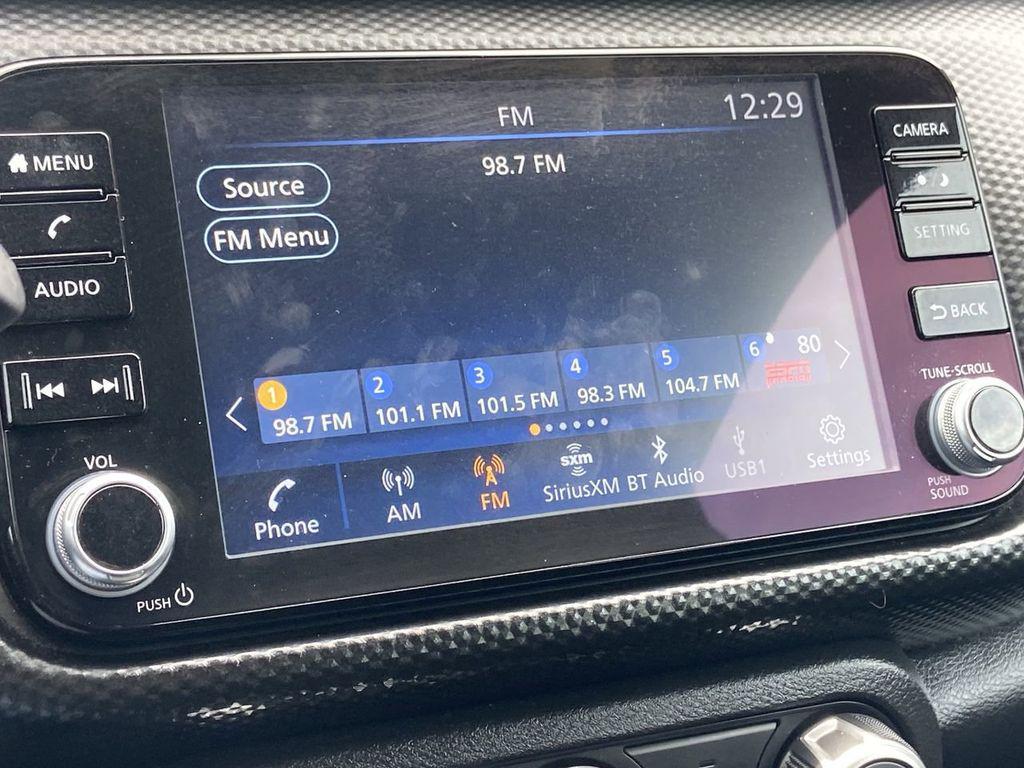 FM
12:29
98.7 FM
Source
FM Menu
MENU
AUDIO
VOL
PUSH
CAMERA
SETTING
BACK
TUNE-SCROLL
PUSH
SOUND
1
98.7 FM
2
101.1 FM
3
101.5 FM
4
98.3 FM
5
104.7 FM
6
80
ESPN
Phone
AM
FM
sxm
SiriusXM
BT Audio
USB1
Settings